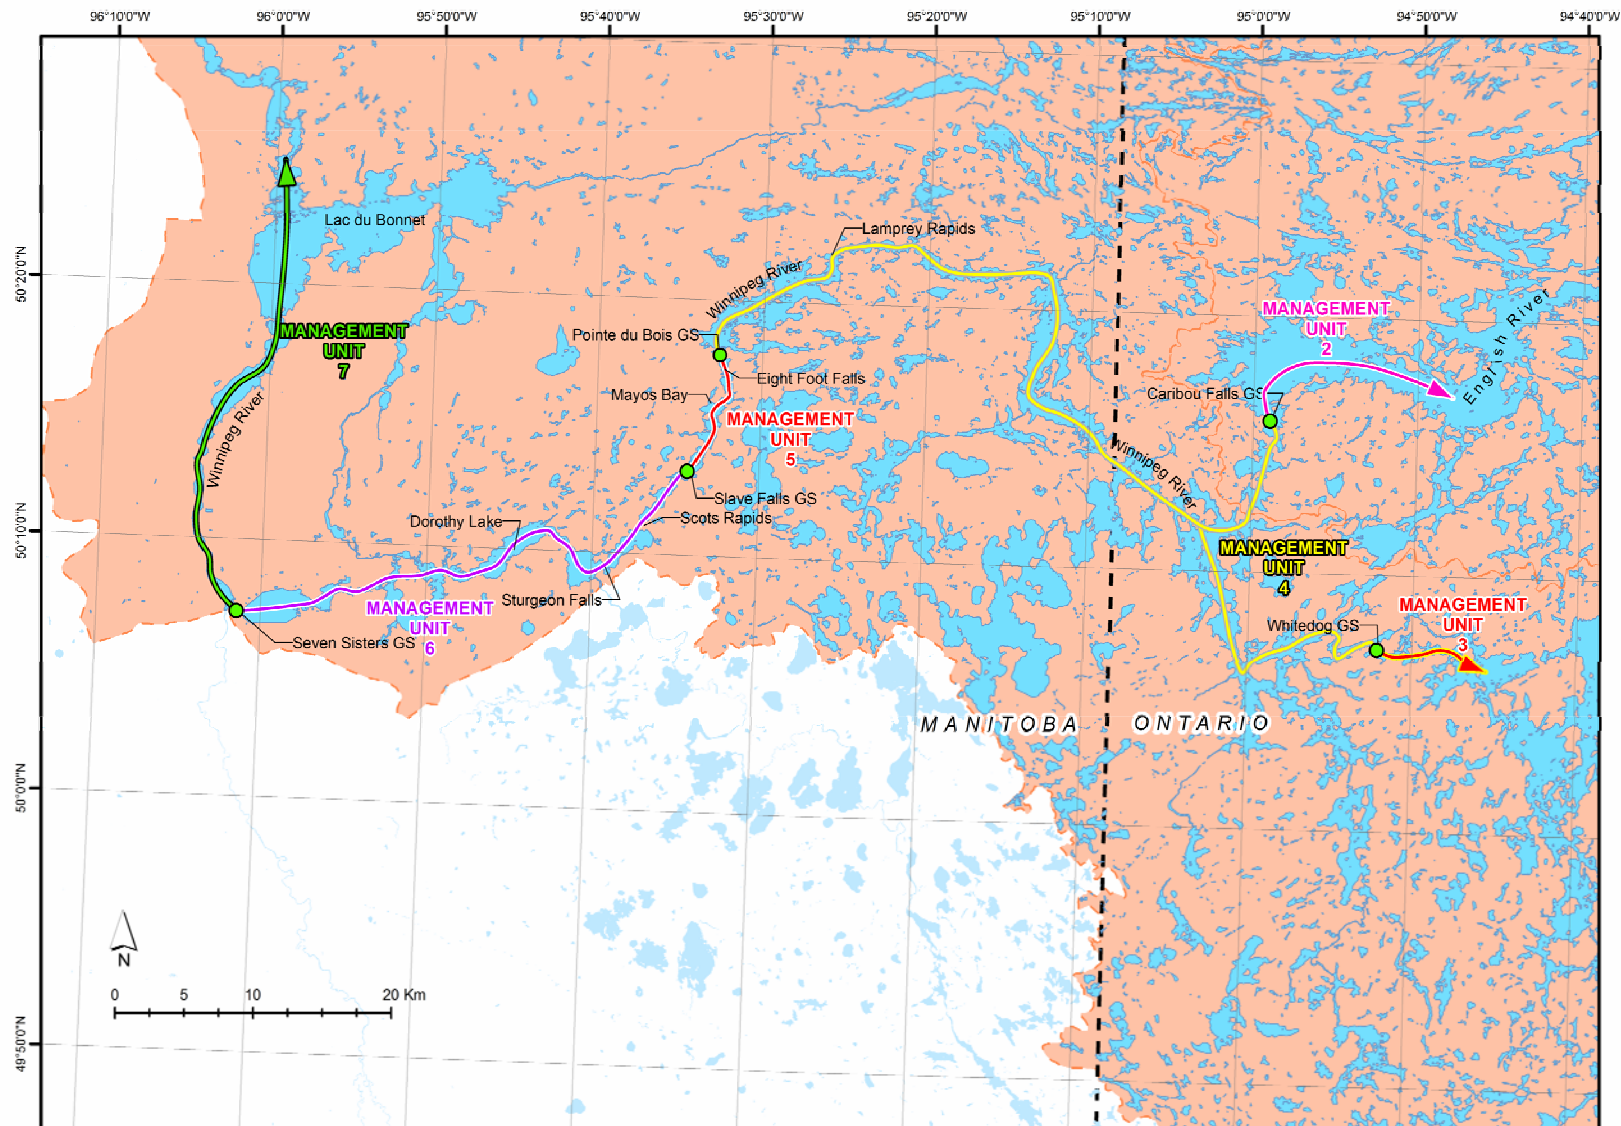 96°10'0"W 96°0'0"W 95°50'0"W 95°40'0"W 95°30'0"W 95°20'0"W 95°10'0"W 95°0'0"W 94°50'0"W 94°40'0"W
50°20'0"N
50°10'0"N
50°0'0"N
49°50'0"N
Lac du Bonnet
Lamprey Rapids
Winnipeg River
MANAGEMENT
UNIT
2
English River
MANAGEMENT
UNIT
7
Pointe du Bois GS
Eight Foot Falls
Mayos Bay
Caribou Falls GS
Winnipeg River
MANAGEMENT
UNIT
5
Winnipeg River
Slave Falls GS
Scots Rapids
Dorothy Lake
MANAGEMENT
UNIT
4
Sturgeon Falls
MANAGEMENT
UNIT
6
MANAGEMENT
UNIT
3
Whitedog GS
Seven Sisters GS
MANITOBA
ONTARIO
N
0 5 10 20 Km